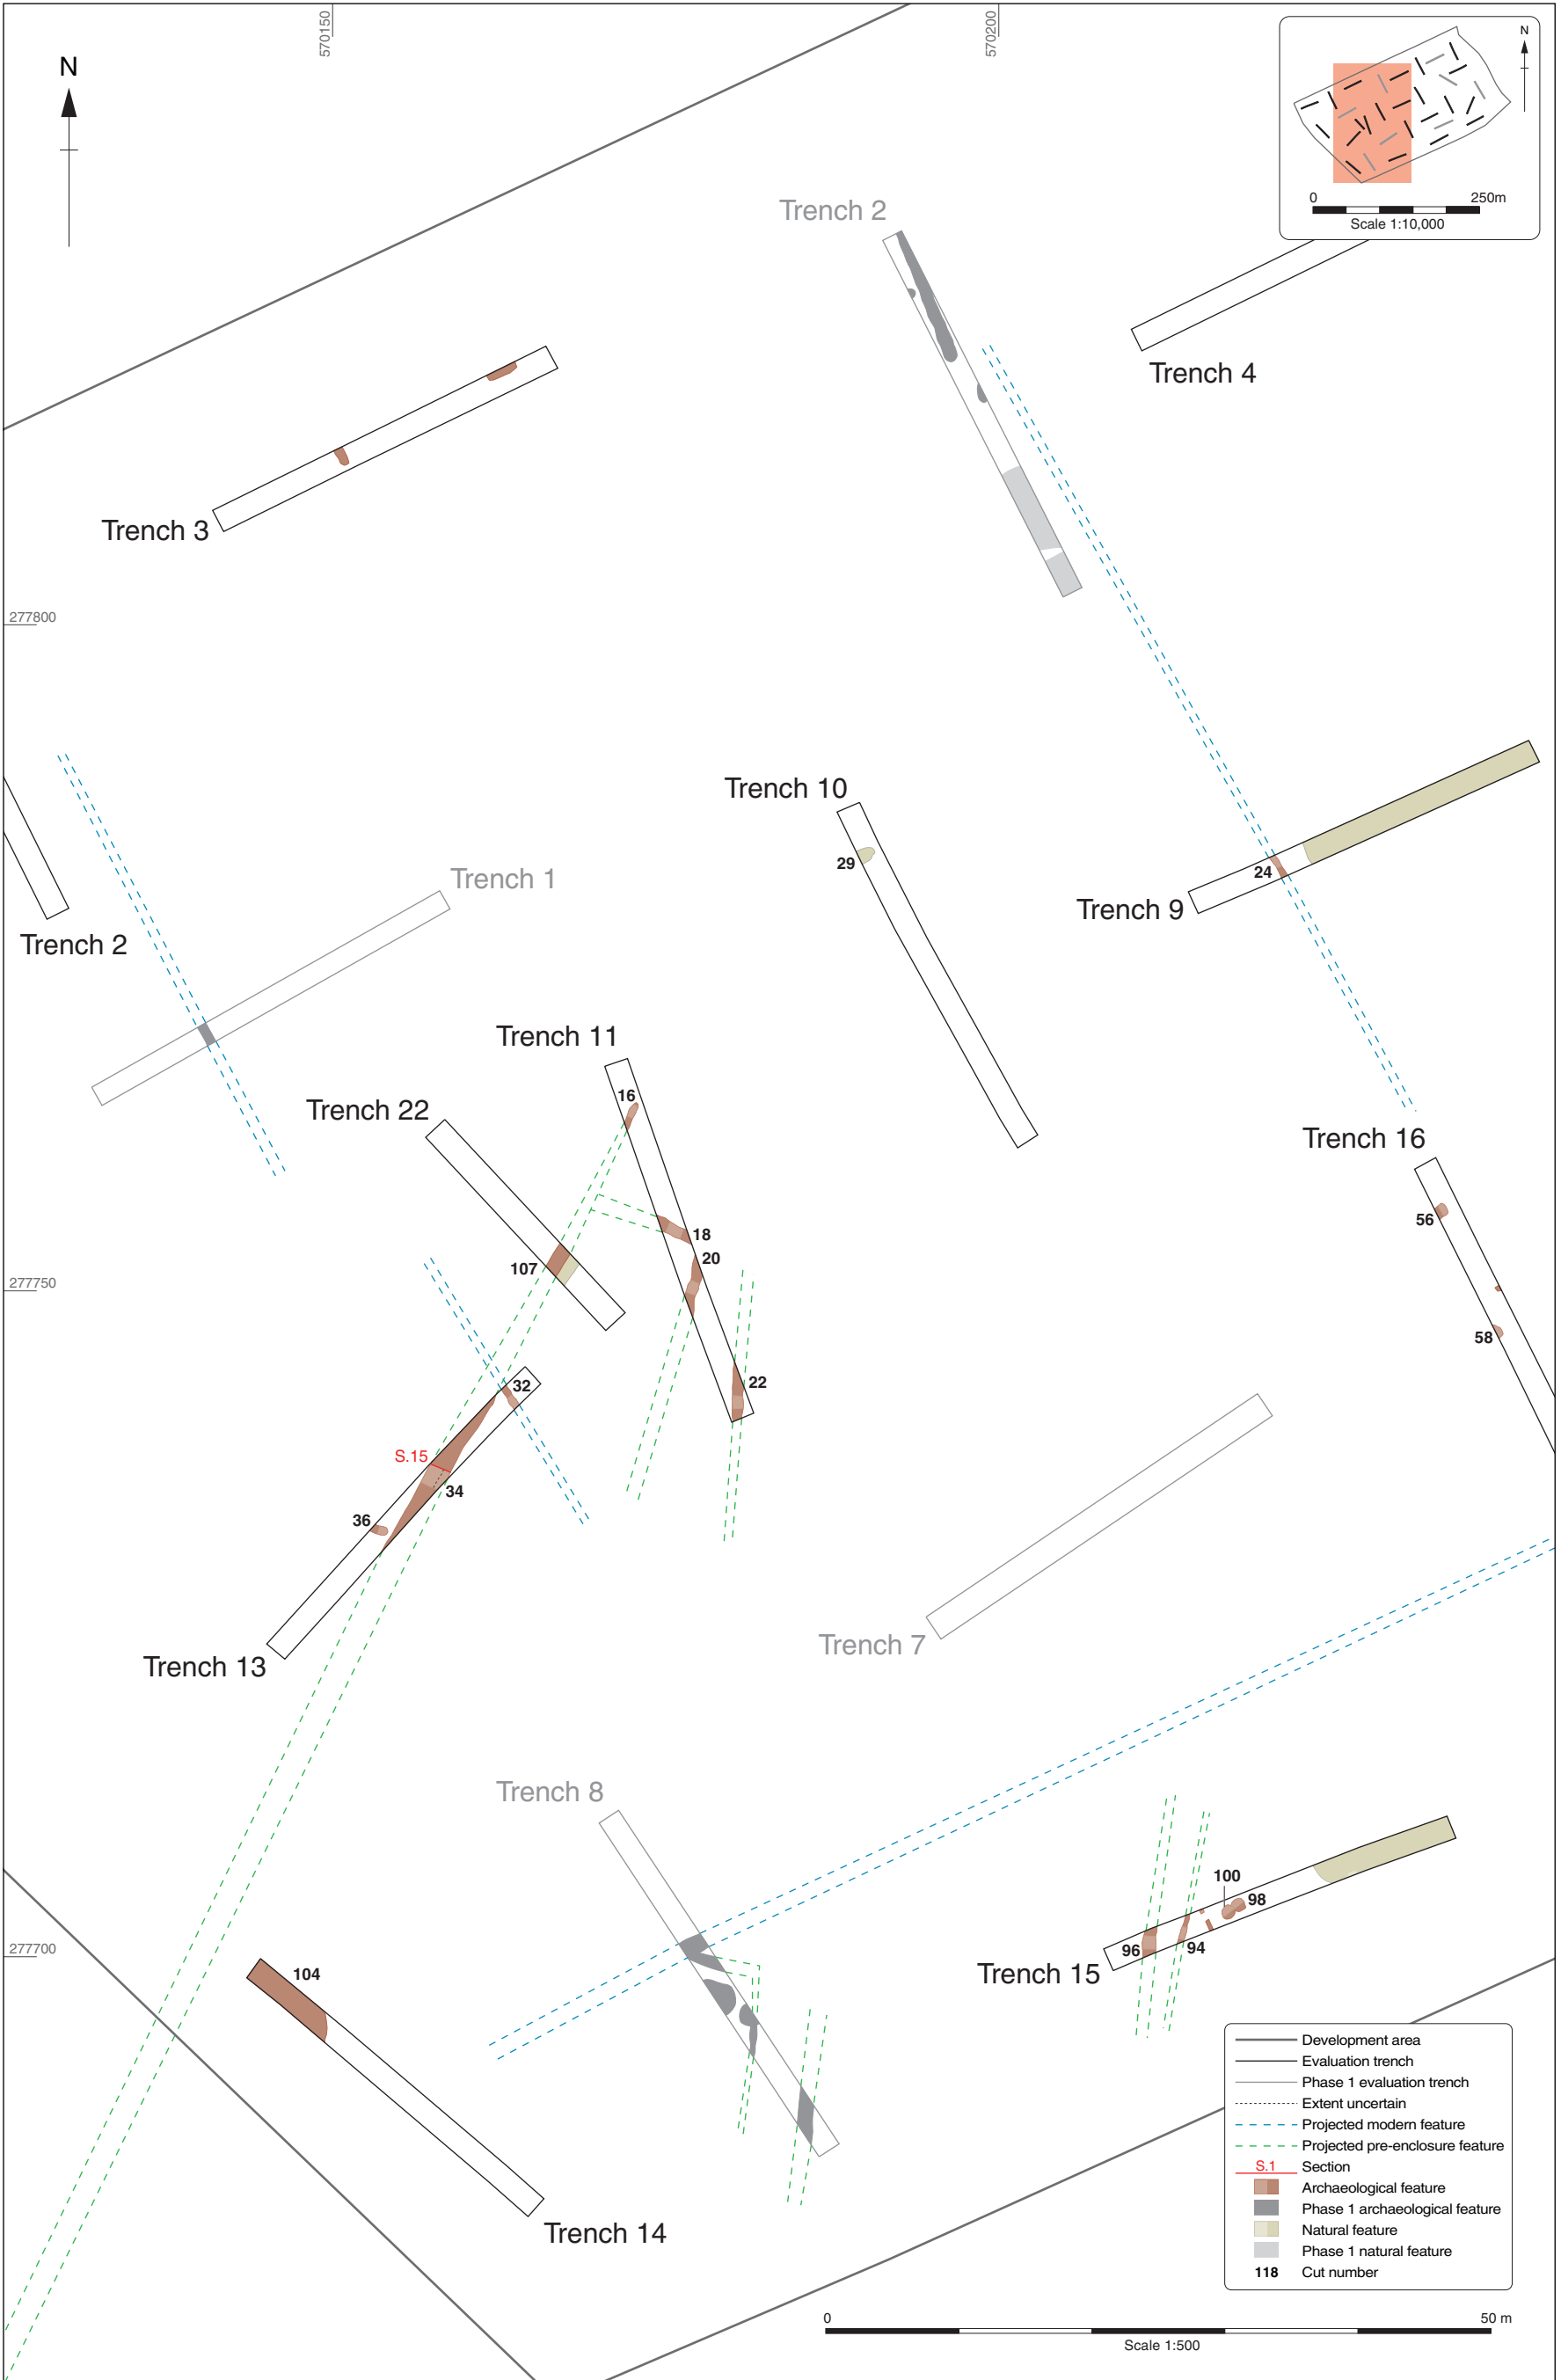 570150
570200
N
N
0
250m
Scale 1:10,000
Trench 2
Trench 4
Trench 3
277800
Trench 10
29
24
Trench 9
Trench 1
Trench 2
Trench 11
16
Trench 22
Trench 16
56
18
20
107
277750
58
22
32
S.15
34
36
Trench 7
Trench 13
Trench 8
100
98
96
94
277700
Trench 15
104
Trench 14
Development area
Evaluation trench
Phase 1 evaluation trench
Extent uncertain
Projected modern feature
Projected pre-enclosure feature
S.1 Section
Archaeological feature
Phase 1 archaeological feature
Natural feature
Phase 1 natural feature
118 Cut number
0
50 m
Scale 1:500